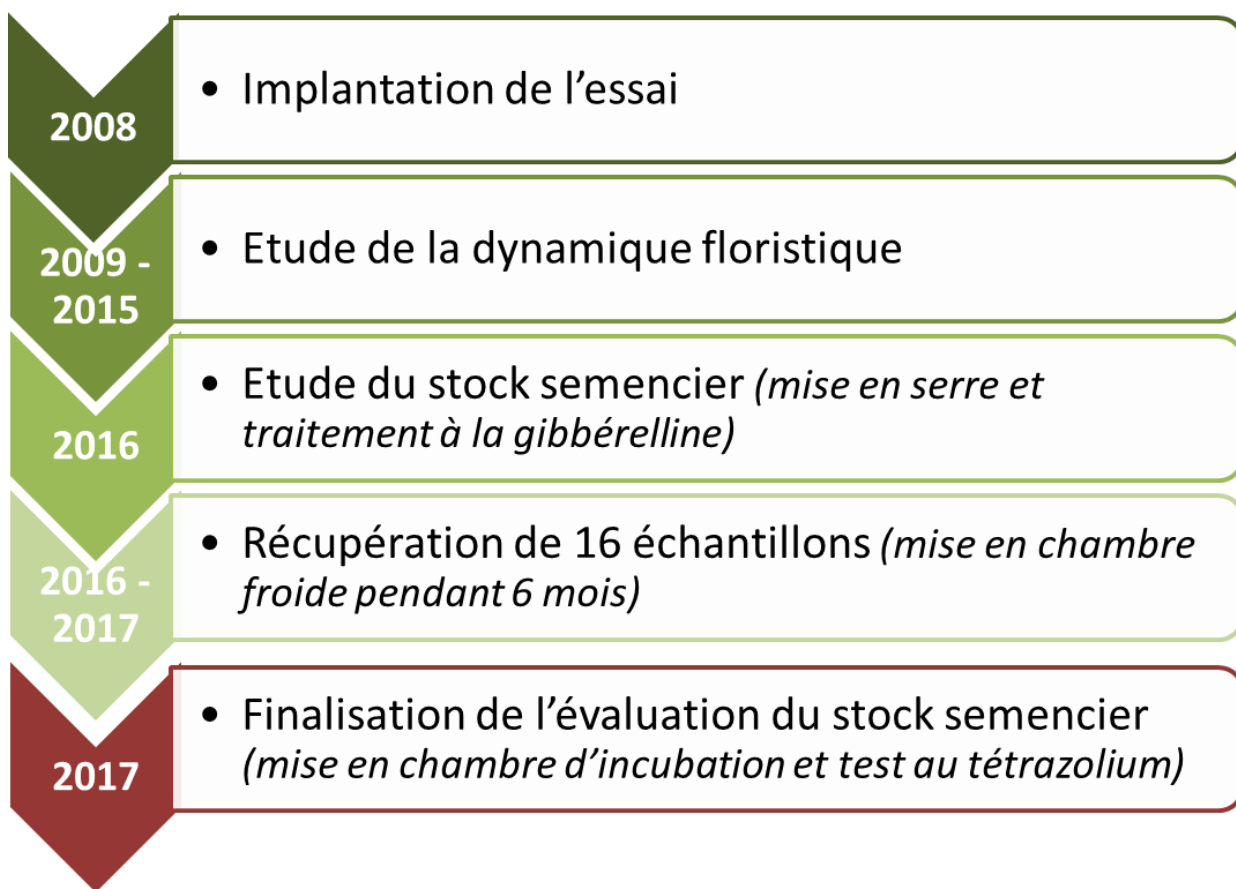 2008
• Implantation de l’essai
2009 -
2015
• Etude de la dynamique floristique
2016
• Etude du stock semencier (mise en serre et
traitement à la gibbérelline)
2016 -
2017
• Récupération de 16 échantillons (mise en chambre
froide pendant 6 mois)
2017
• Finalisation de l’évaluation du stock semencier
(mise en chambre d’incubation et test au tétrazolium)